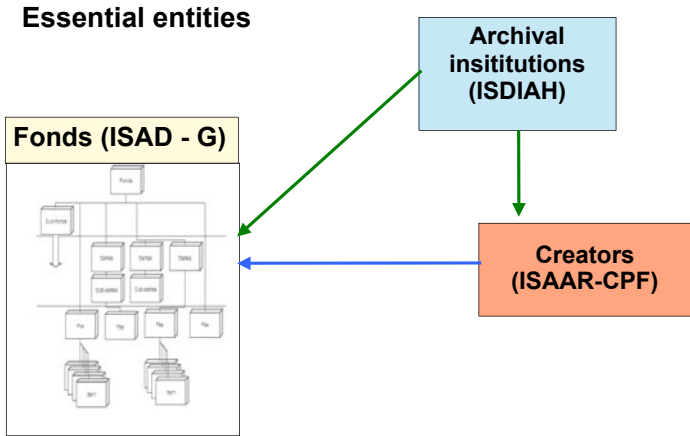 Essential entities
Archival
insititutions
(ISDIAH)
Fonds (ISAD - G)
Fonds
Sub-fonds
Series
Series
Series
Sub-series
Sub-series
File
File
File
File
Item
Item
Creators
(ISAAR-CPF)